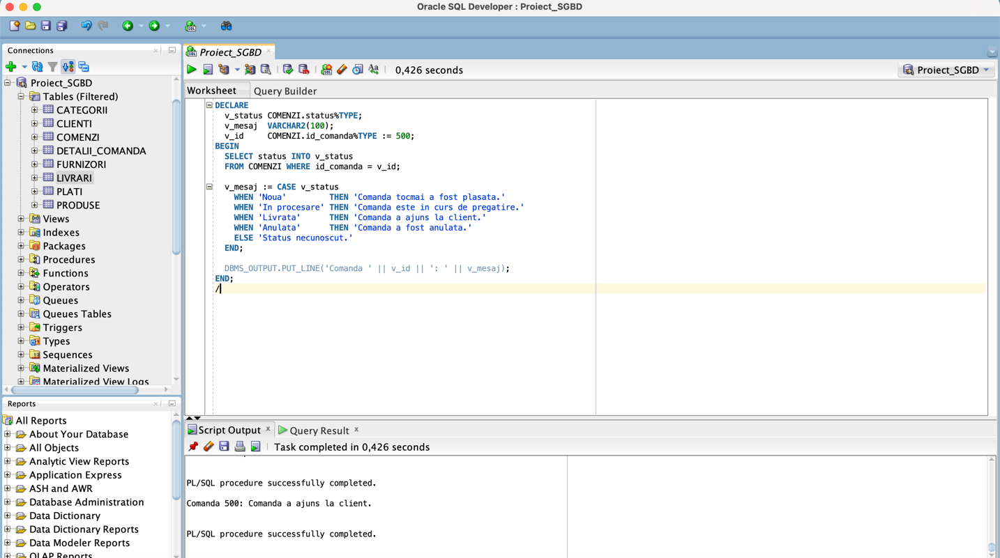 Oracle SQL Developer : Proiect_SGBD
Connections
Proiect_SGBD
Tables (Filtered)
CATEGORII
CLIENTI
COMENZI
DETALII_COMANDA
FURNIZORI
LIVRARI
PLATI
PRODUSE
Views
Indexes
Packages
Procedures
Functions
Operators
Queues
Queues Tables
Triggers
Types
Sequences
Materialized Views
Materialized View Logs
Reports
All Reports
About Your Database
All Objects
Analytic View Reports
Application Express
ASH and AWR
Database Administration
Data Dictionary
Data Dictionary Reports
Data Modeler Reports
OLAP Reports
Proiect_SGBD
0,426 seconds
Proiect_SGBD
Worksheet Query Builder
DECLARE
  v_status COMENZI.status%TYPE;
  v_mesaj  VARCHAR2(100);
  v_id     COMENZI.id_comanda%TYPE := 500;
BEGIN
  SELECT status INTO v_status
  FROM COMENZI WHERE id_comanda = v_id;
  v_mesaj := CASE v_status
    WHEN 'Noua'         THEN 'Comanda tocmai a fost plasata.'
    WHEN 'In procesare' THEN 'Comanda este in curs de pregatire.'
    WHEN 'Livrata'      THEN 'Comanda a ajuns la client.'
    WHEN 'Anulata'      THEN 'Comanda a fost anulata.'
    ELSE 'Status necunoscut.'
  END;
  DBMS_OUTPUT.PUT_LINE('Comanda ' || v_id || ': ' || v_mesaj);
END;
/
Script Output Query Result
Task completed in 0,426 seconds
PL/SQL procedure successfully completed.
Comanda 500: Comanda a ajuns la client.
PL/SQL procedure successfully completed.